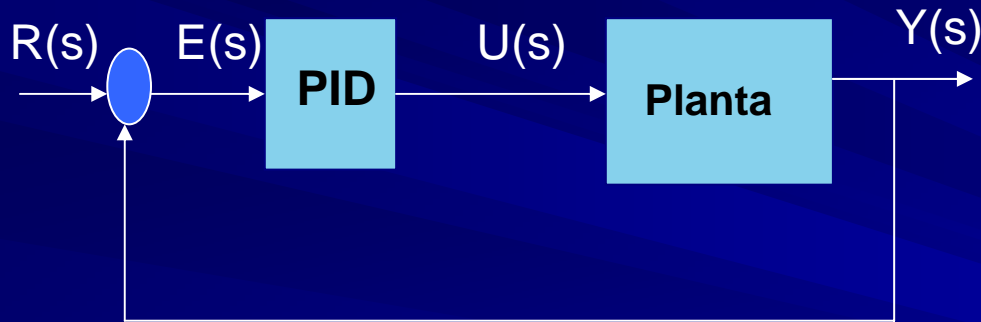 R(s)
E(s)
PID
U(s)
Planta
Y(s)